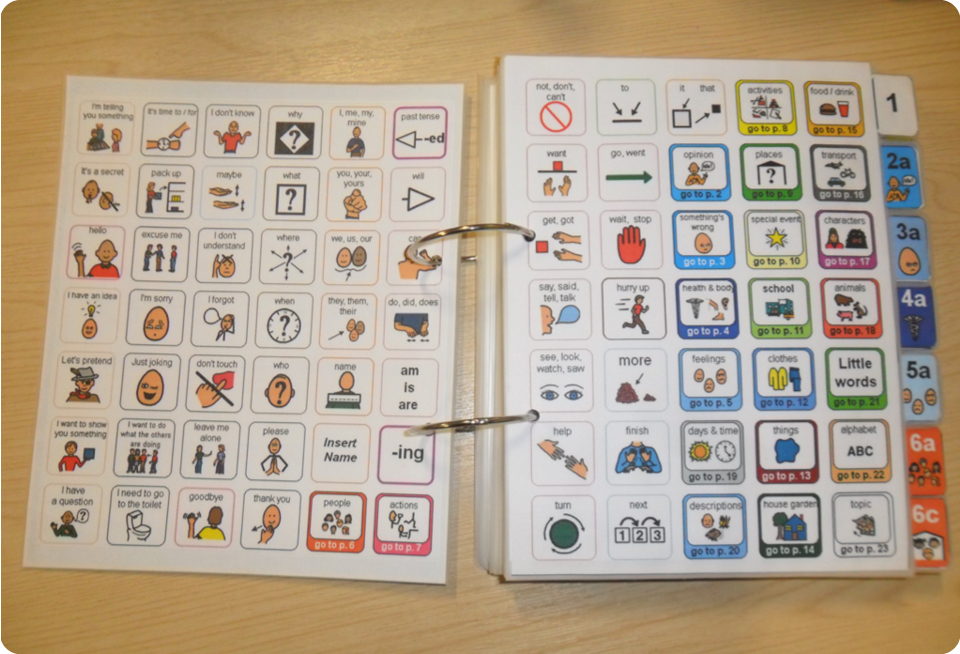 I'm telling
you something
It's time to / for
I don't know
why
I, me, my,
mine
past tense
-ed
It's a secret
pack up
maybe
what
you, your,
yours
will
hello
excuse me
I don't
understand
where
we, us, our
I have an idea
I'm sorry
I forgot
when
they, them,
their
do, did, does
Let's pretend
Just joking
don't touch
who
name
am
is
are
I want to show
you something
I want to do
what the others
are doing
leave me
alone
please
Insert
Name
-ing
I have
a question
I need to go
to the toilet
goodbye
thank you
people
go to p. 6
actions
go to p. 7
not, don't,
can't
to
it that
activities
go to p. 8
food / drink
go to p. 15
want
go, went
opinion
go to p. 2
places
go to p. 9
transport
go to p. 16
get, got
wait, stop
something's
wrong
go to p. 3
special event
go to p. 10
characters
go to p. 17
say, said,
tell, talk
hurry up
health & body
go to p. 4
school
go to p. 11
animals
go to p. 18
see, look,
watch, saw
more
feelings
go to p. 5
clothes
go to p. 12
Little
words
go to p. 21
help
finish
days & time
go to p. 19
things
go to p. 13
alphabet
ABC
go to p. 22
turn
next
1 2 3
descriptions
go to p. 20
house garden
go to p. 14
topic
go to p. 23
1
2a
3a
4a
5a
6a
6c